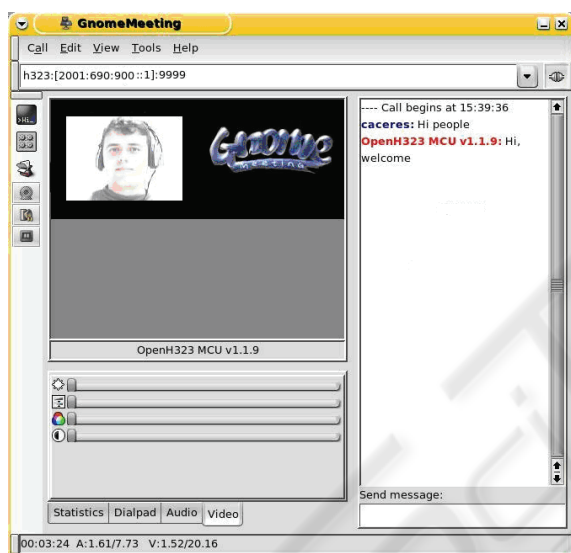 GnomeMeeting
Call Edit View Tools Help
h323:[2001:690:900::1]:9999
GNOME
Meeting
OpenH323 MCU v1.1.9
---- Call begins at 15:39:36
caceres: Hi people
OpenH323 MCU v1.1.9: Hi,
welcome
Statistics Dialpad Audio Video
Send message:
00:03:24 A:1.61/7.73 V:1.52/20.16